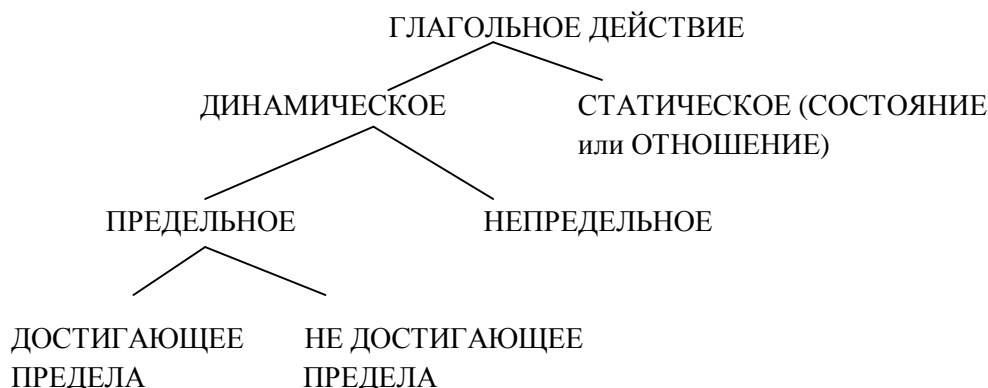 ГЛАГОЛЬНОЕ ДЕЙСТВИЕ
ДИНАМИЧЕСКОЕ
СТАТИЧЕСКОЕ (СОСТОЯНИЕ
или ОТНОШЕНИЕ)
ПРЕДЕЛЬНОЕ
НЕПРЕДЕЛЬНОЕ
ДОСТИГАЮЩЕЕ
ПРЕДЕЛА
НЕ ДОСТИГАЮЩЕЕ
ПРЕДЕЛА